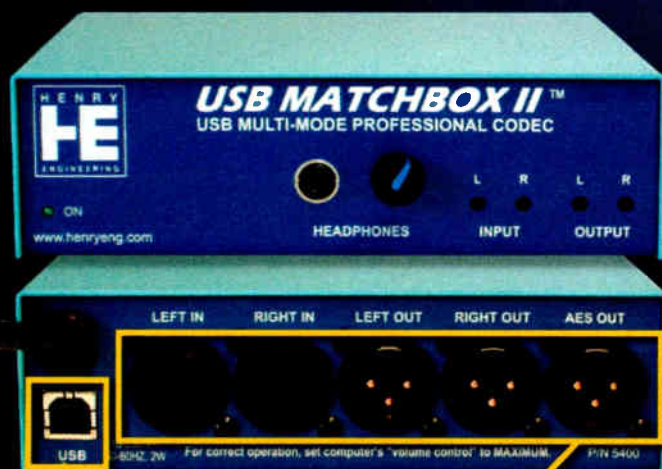 HENRY
HE
ENGINEERING
USB MATCHBOX II ™
USB MULTI-MODE PROFESSIONAL CODEC
L R L R
ON
www.henryeng.com
HEADPHONES INPUT OUTPUT
LEFT IN RIGHT IN LEFT OUT RIGHT OUT AES OUT
USB
60HZ, 2W For correct operation, set computer's "volume control" to MAXIMUM. P/N 5400